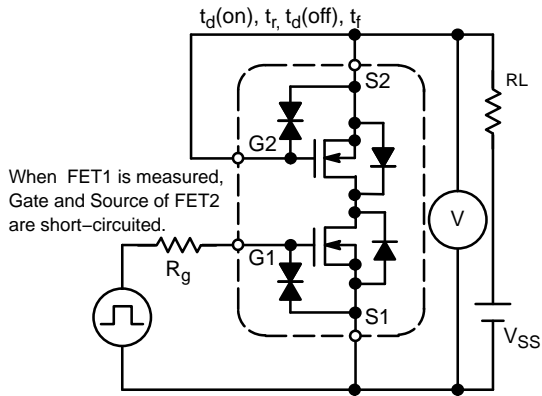 td(on), tr, td(off), tf
S2
RL
G2
When FET1 is measured,
Gate and Source of FET2
are short−circuited.
V
Rg
G1
S1
VSS